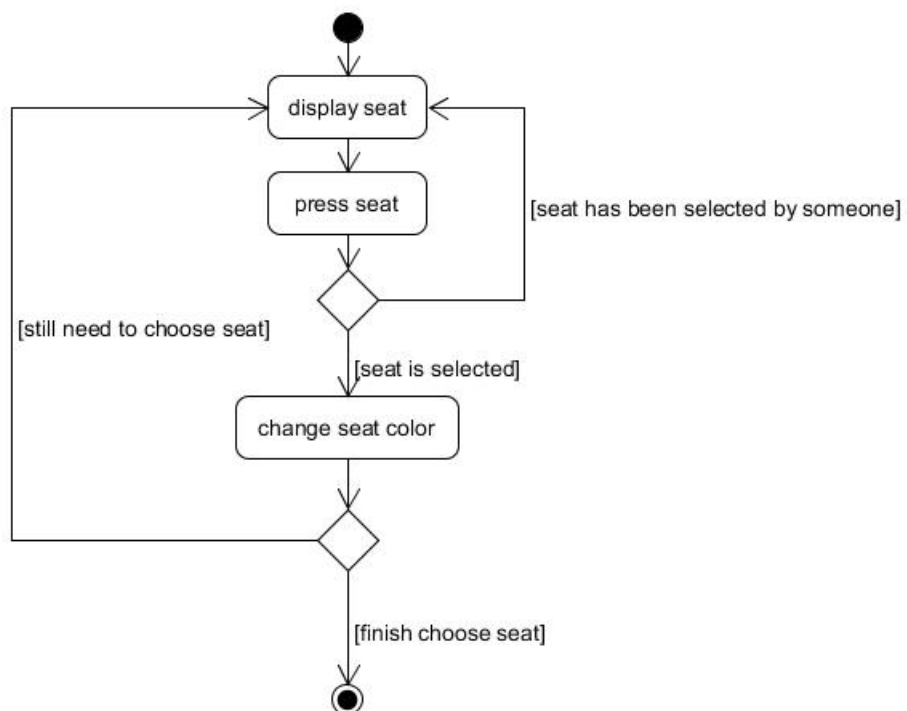 display seat
press seat
[seat has been selected by someone]
[still need to choose seat]
[seat is selected]
change seat color
[finish choose seat]